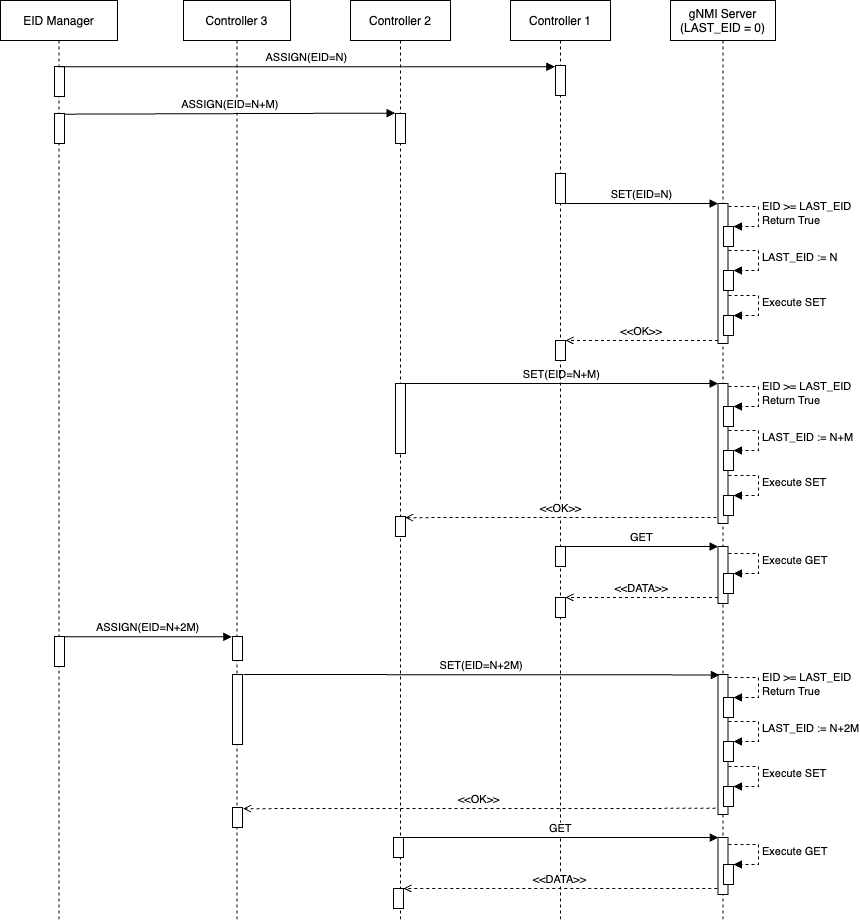 EID Manager
Controller 3
Controller 2
Controller 1
gNMI Server
(LAST_EID = 0)
ASSIGN(EID=N)
ASSIGN(EID=N+M)
SET(EID=N)
EID >= LAST_EID
Return True
LAST_EID := N
Execute SET
<<OK>>
SET(EID=N+M)
EID >= LAST_EID
Return True
LAST_EID := N+M
Execute SET
<<OK>>
GET
Execute GET
<<DATA>>
ASSIGN(EID=N+2M)
SET(EID=N+2M)
EID >= LAST_EID
Return True
LAST_EID := N+2M
Execute SET
<<OK>>
GET
Execute GET
<<DATA>>